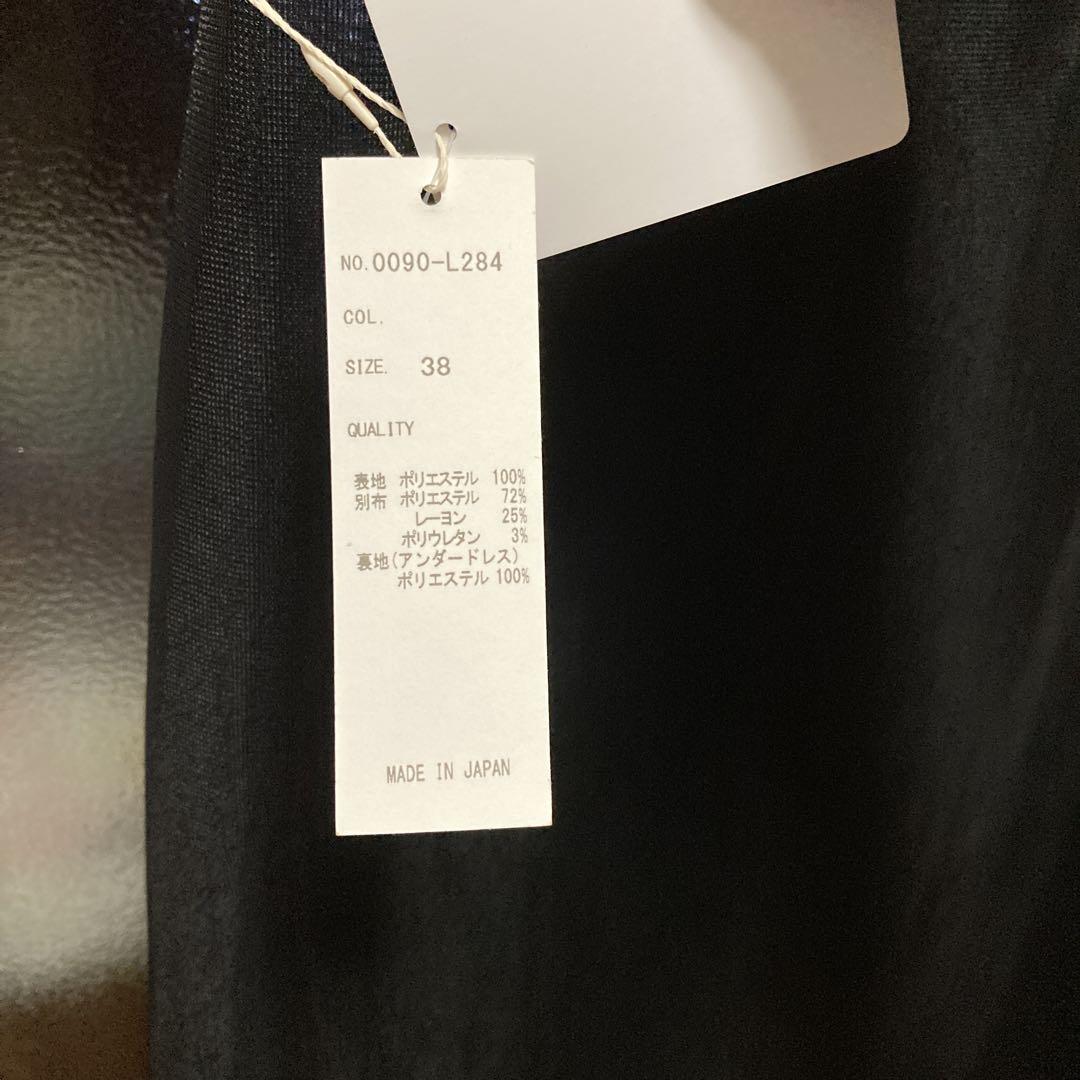 NO. 0090-L284
COL.
SIZE. 38
QUALITY
表地 ポリエステル 100%
別布 ポリエステル 72%
レーヨン 25%
ポリウレタン 3%
裏地(アンダードレス)
ポリエステル 100%
MADE IN JAPAN